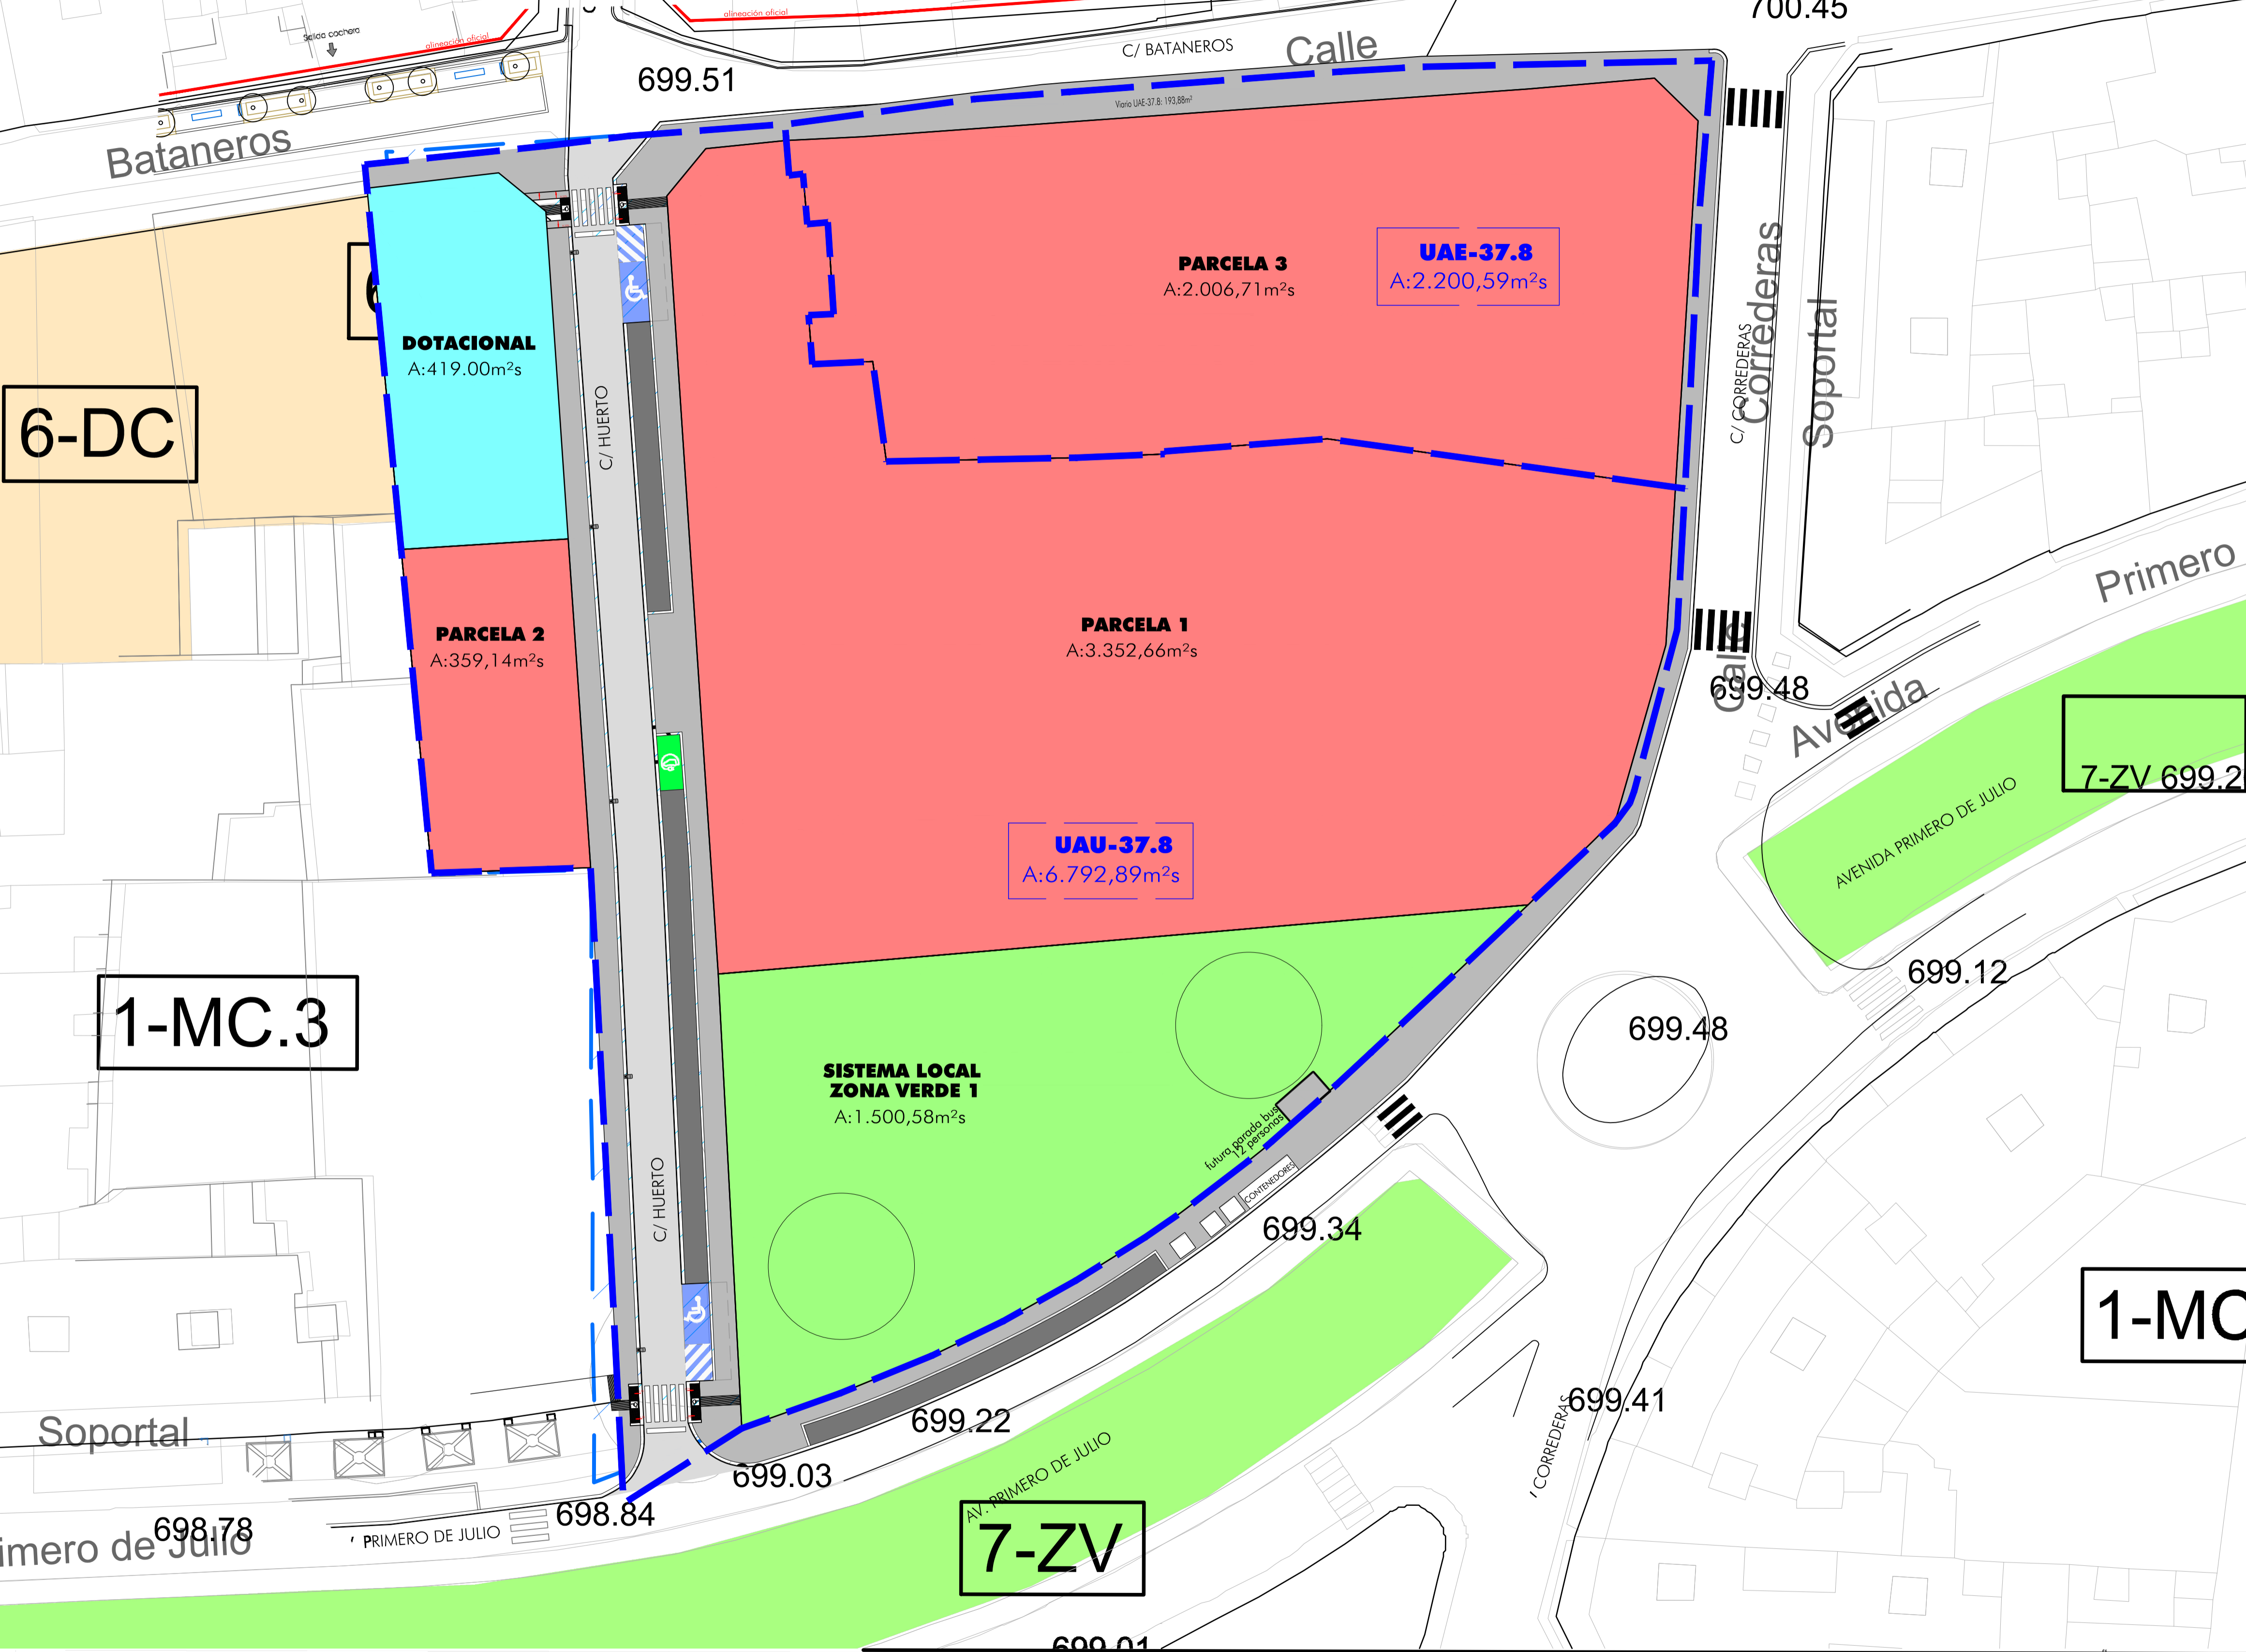 700.45
alineación oficial
Salida cochera
alineación oficial
C/ BATANEROS
Calle
699.51
Viario UAE-37.8: 193,88m²
Bataneros
PARCELA 3
A:2.006,71m²s
UAE-37.8
A:2.200,59m²s
Correderas
Soportal
C/ CORREDERAS
DOTACIONAL
A:419.00m²s
C/ HUERTO
6-DC
Primero
PARCELA 2
A:359,14m²s
PARCELA 1
A:3.352,66m²s
Calle
699.48
Avenida
7-ZV 699.2
AVENIDA PRIMERO DE JULIO
UAU-37.8
A:6.792,89m²s
699.12
1-MC.3
699.48
SISTEMA LOCAL
ZONA VERDE 1
A:1.500,58m²s
futura parada bus
12 personas
CONTENEDORES
C/ HUERTO
699.34
1-MC
699.41
CORREDERAS
Soportal
699.22
AV. PRIMERO DE JULIO
699.03
698.84
698.78
imero de Julio
PRIMERO DE JULIO
7-ZV
699.01